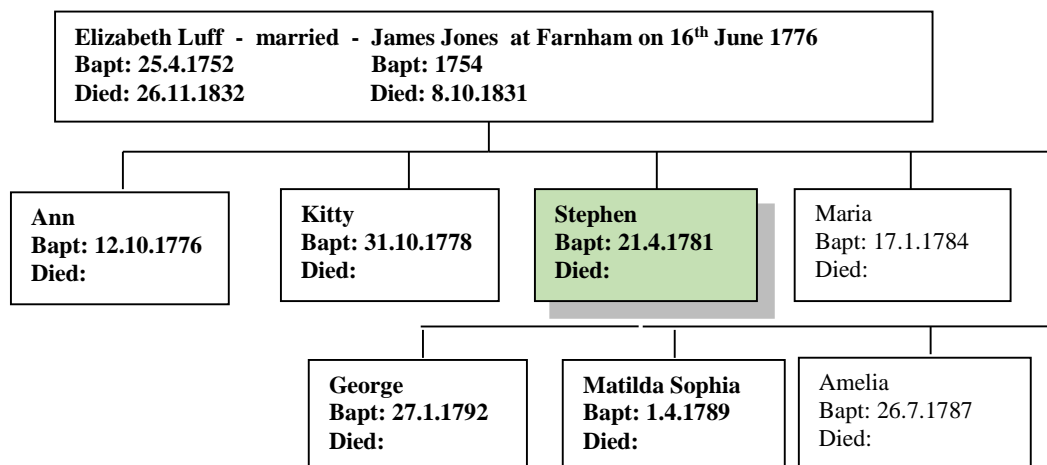 Elizabeth Luff - married - James Jones at Farnham on 16th June 1776
Bapt: 25.4.1752 Bapt: 1754
Died: 26.11.1832 Died: 8.10.1831
Ann
Bapt: 12.10.1776
Died:
Kitty
Bapt: 31.10.1778
Died:
Stephen
Bapt: 21.4.1781
Died:
Maria
Bapt: 17.1.1784
Died:
George
Bapt: 27.1.1792
Died:
Matilda Sophia
Bapt: 1.4.1789
Died:
Amelia
Bapt: 26.7.1787
Died: